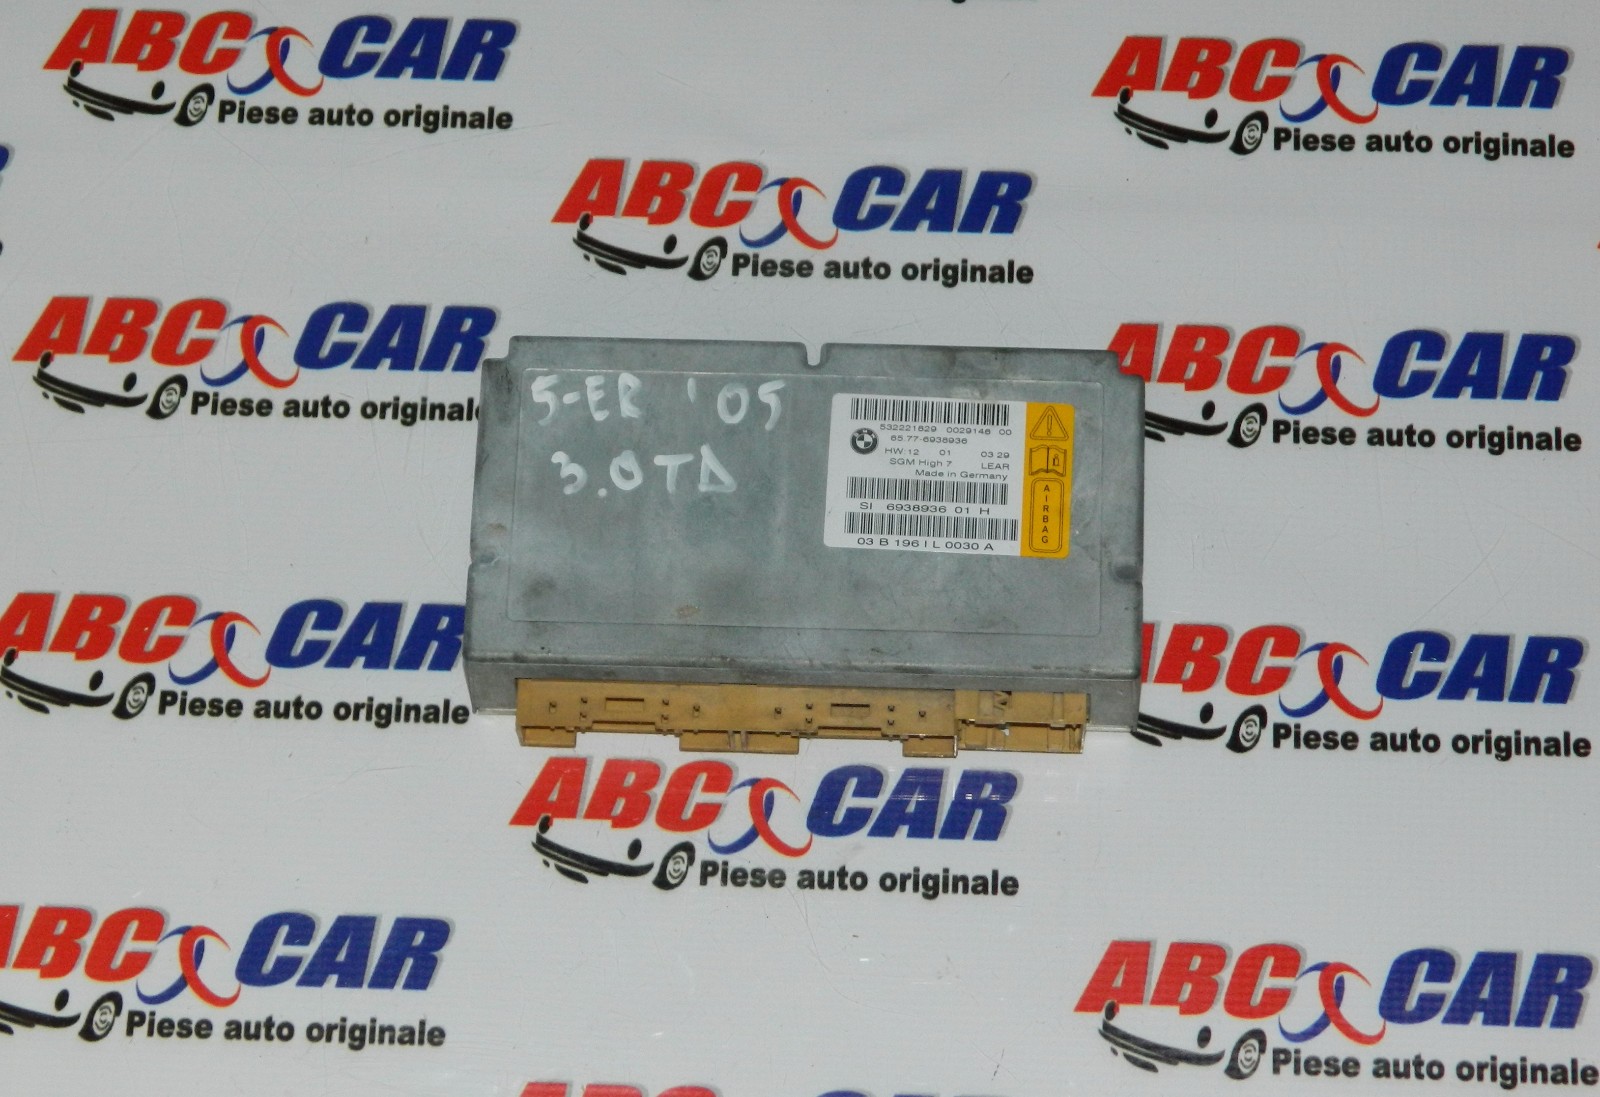 ABC CAR
Piese auto originale
ABC CAR
Piese auto originale
ABC CAR
Piese auto originale
ABC CAR
Piese auto original
ABC CAR
Piese auto originale
5-ER '05
3.0TD
532221629 0029146 00
65.77-6938936
HW:12 01 03 29
SGM High 7 LEAR
Made in Germany
SI 6938936 01 H
03 B 196 I L 0030 A
AIRBAG
ABC CAR
Piese auto originale
ABC CAR
Piese auto originale
ABC CAR
Piese auto originale
ABC CAR
Piese auto originale
ABC CAR
Piese auto originale